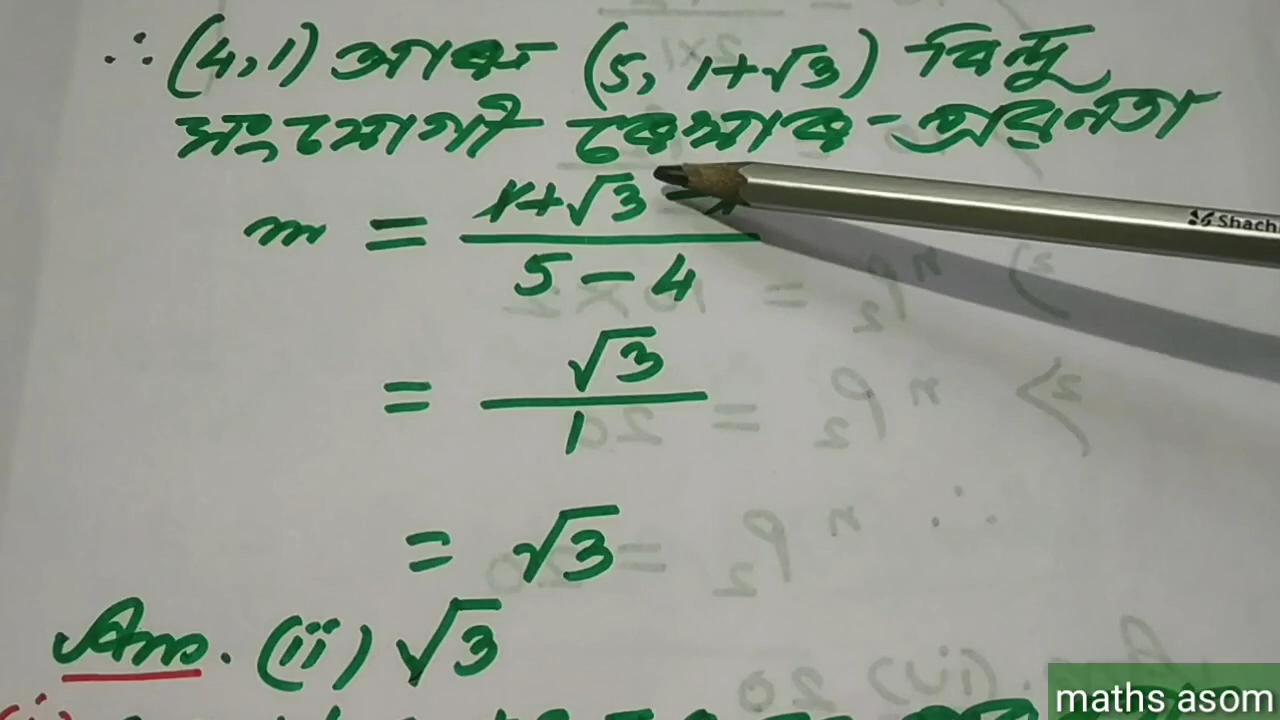 ∴ (4,1) আৰু (5, 1+√3) বিন্দু
সংযোগী ৰেখাৰ প্ৰৱণতা
m = 1+√3 - 1
5 - 4
= √3
1
= √3
Ans. (ii) √3
Shach
maths asom